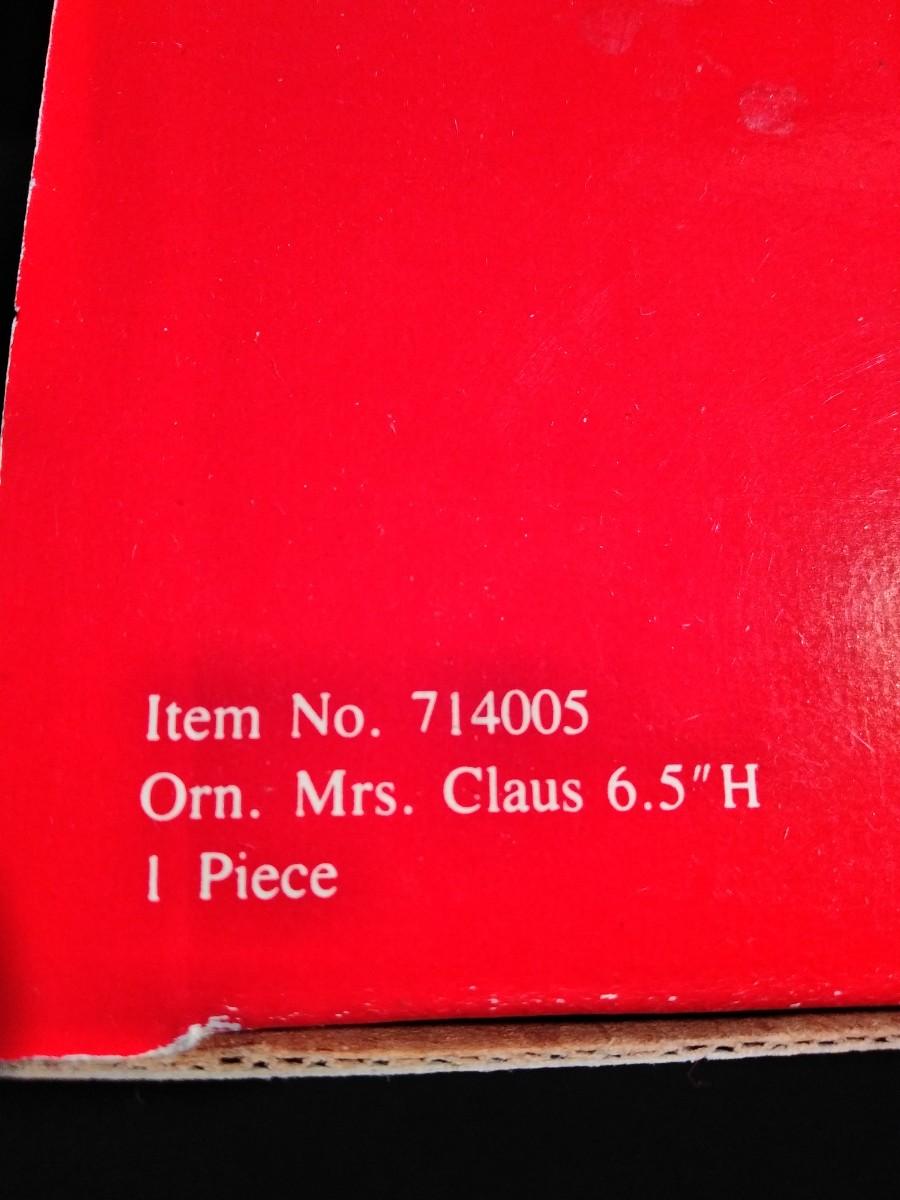 Item No. 714005
Orn. Mrs. Claus 6.5"H
1 Piece